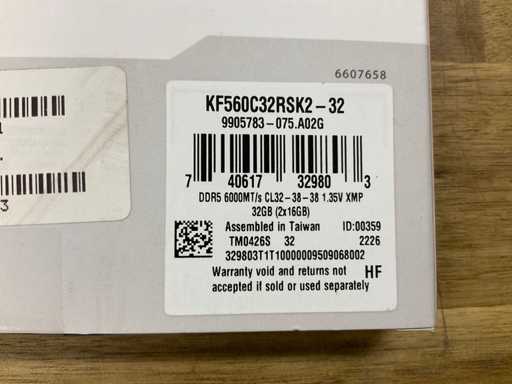 6607658
KF560C32RSK2-32
9905783-075.A02G
7 40617 32980 3
DDR5 6000MT/s CL32-38-38 1.35V XMP
32GB (2x16GB)
Assembled in Taiwan ID:00359
TM0426S 32 2226
329803T1T10000009509068002
Warranty void and returns not
accepted if sold or used separately
HF
3